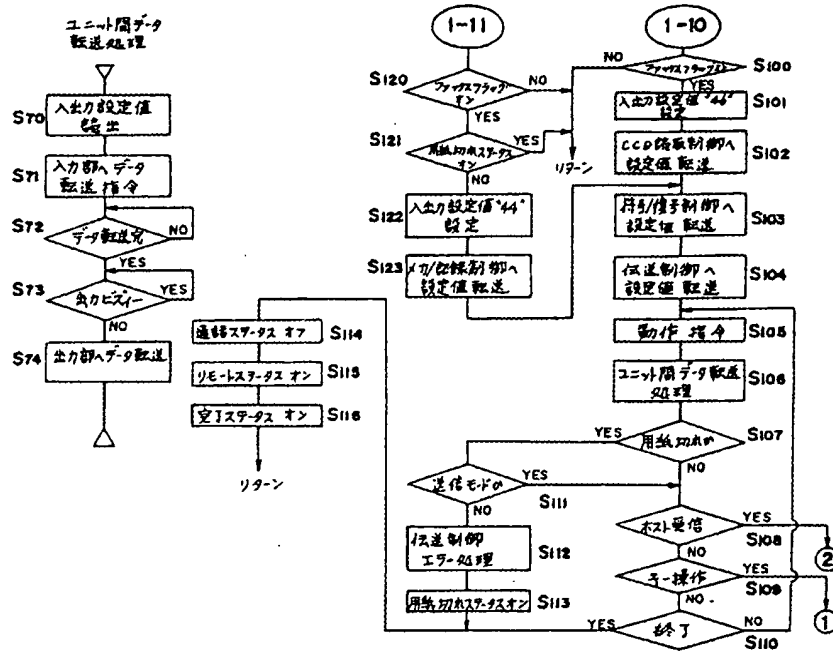 ユニット間データ
転送処理
S70
入出力設定値
読出
S71
入力部へデータ
転送指令
S72
データ転送完
NO
YES
S73
出力ビズィー
YES
NO
S74
出力部へデータ転送
1-11
S120
ファックスフラッグ
オン
NO
YES
S121
用紙切れステータス
オン
YES
NO
リターン
S122
入出力設定値"44"
設定
S123
メカ/記録制御へ
設定値転送
1-10
NO
ファックスフラッグオン
S100
YES
入出力設定値"46"
設定
S101
CCD読取制御へ
設定値転送
S102
符号/復号制御へ
設定値転送
S103
伝送制御へ
設定値転送
S104
動作指令
S105
ユニット間データ転送
処理
S106
YES
用紙切れか
S107
NO
送信モードか
YES
S111
NO
伝送制御
エラー処理
S112
用紙切れステータスオン
S113
ホスト受信
YES
S108
②
NO
キー操作
YES
S109
①
NO
YES
終了
NO
S110
ステータス オフ
S114
リモートステータス オン
S115
完了ステータス オン
S116
リターン